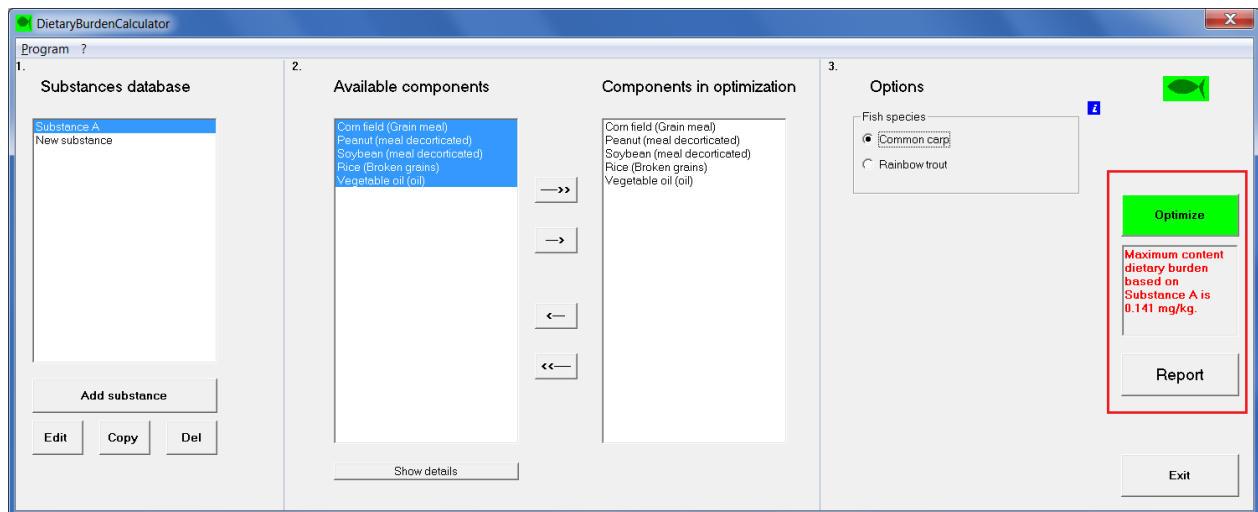 DietaryBurdenCalculator
X
Program ?
1.
Substances database
Substance A
New substance
Add substance
Edit
Copy
Del
2.
Available components
Corn field (Grain meal)
Peanut (meal decorticated)
Soybean (meal decorticated)
Rice (Broken grains)
Vegetable oil (oil)
Show details
—>>
—>
<—
<<—
Components in optimization
Corn field (Grain meal)
Peanut (meal decorticated)
Soybean (meal decorticated)
Rice (Broken grains)
Vegetable oil (oil)
3.
Options
i
Fish species
Common carp
Rainbow trout
Optimize
Maximum content
dietary burden
based on
Substance A is
0.141 mg/kg.
Report
Exit